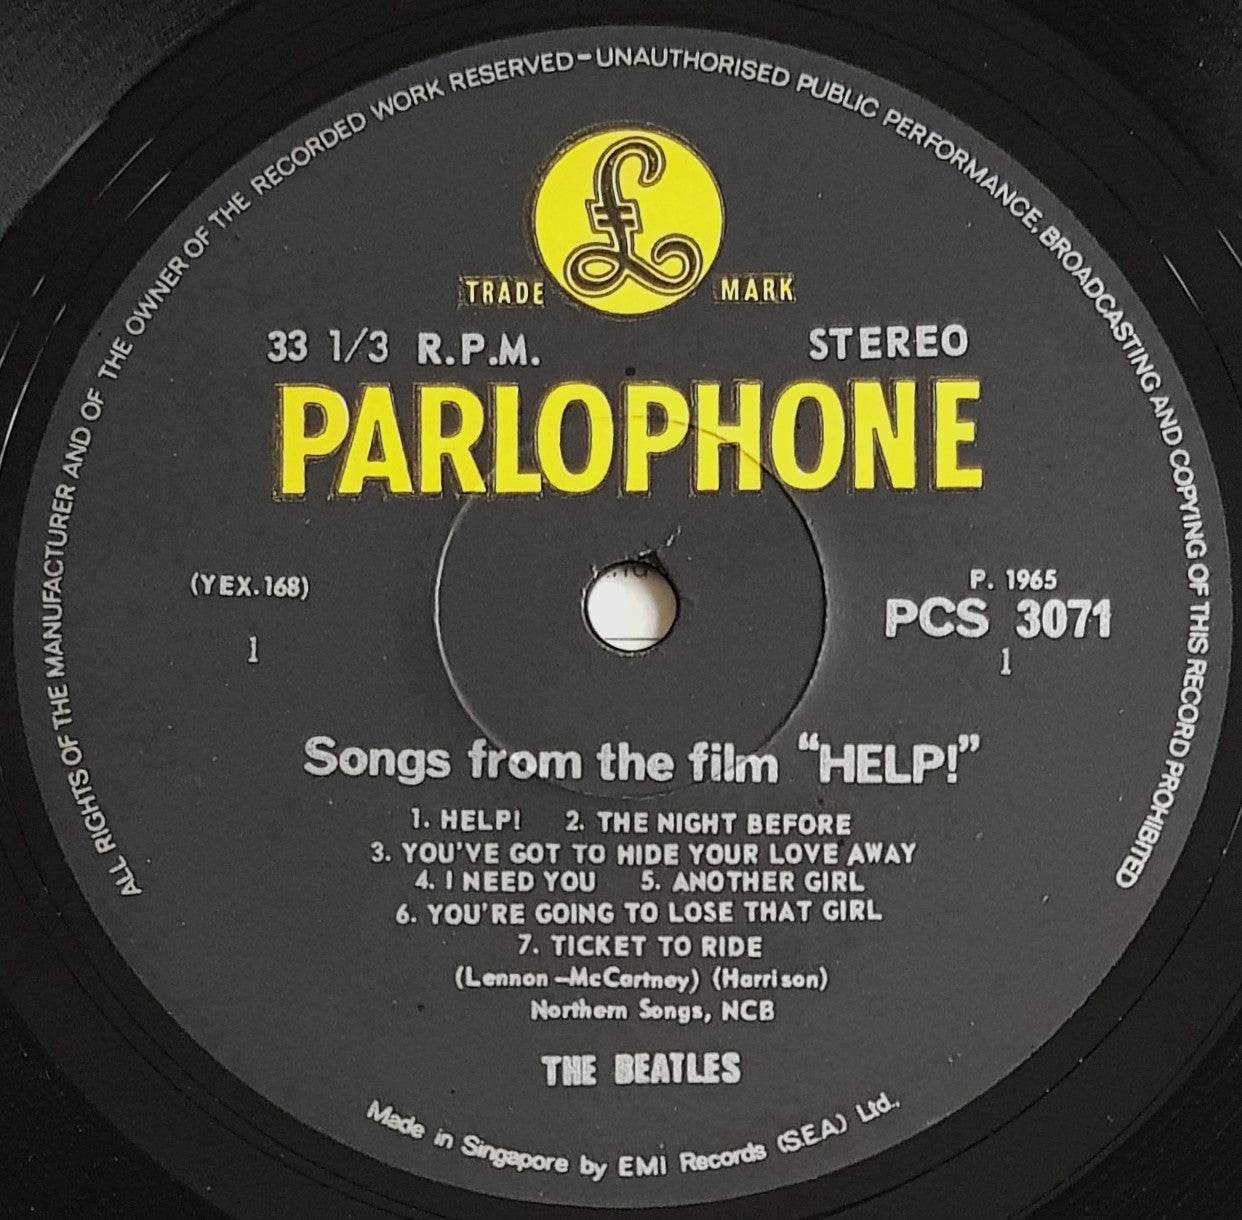 ALL RIGHTS OF THE MANUFACTURER AND OF THE OWNER OF THE RECORDED WORK RESERVED-UNAUTHORISED PUBLIC PERFORMANCE, BROADCASTING AND COPYING OF THIS RECORD PROHIBITED
£
TRADE MARK
33 1/3 R.P.M. STEREO
PARLOPHONE
(YEX.168) P. 1965
PCS 3071
1 1
Songs from the film “HELP!”
1. HELP! 2. THE NIGHT BEFORE
3. YOU'VE GOT TO HIDE YOUR LOVE AWAY
4. I NEED YOU 5. ANOTHER GIRL
6. YOU'RE GOING TO LOSE THAT GIRL
7. TICKET TO RIDE
(Lennon-McCartney) (Harrison)
Northern Songs, NCB
THE BEATLES
Made in Singapore by EMI Records (S.E.A.) Ltd.,